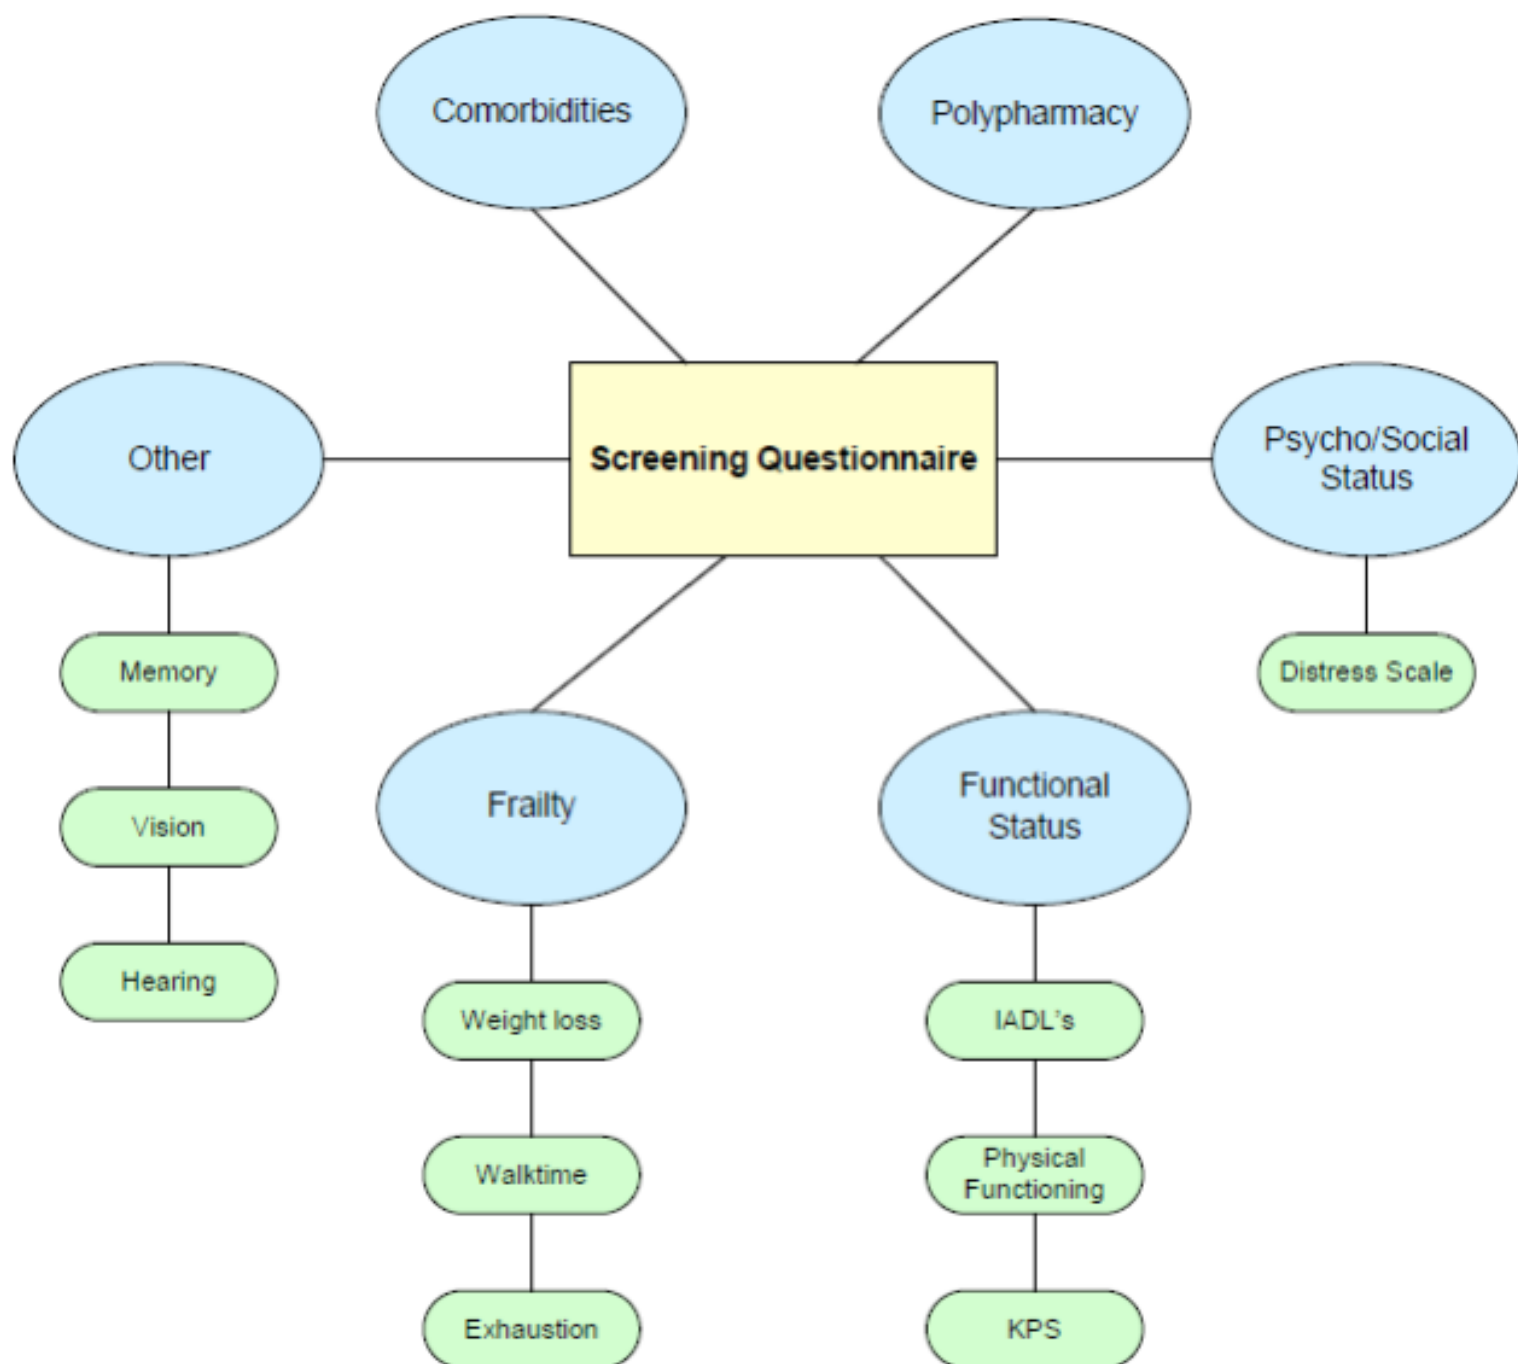 Comorbidities
Polypharmacy
Other
Screening Questionnaire
Psycho/Social
Status
Memory
Distress Scale
Vision
Frailty
Functional
Status
Hearing
Weight loss
IADL's
Walktime
Physical
Functioning
Exhaustion
KPS